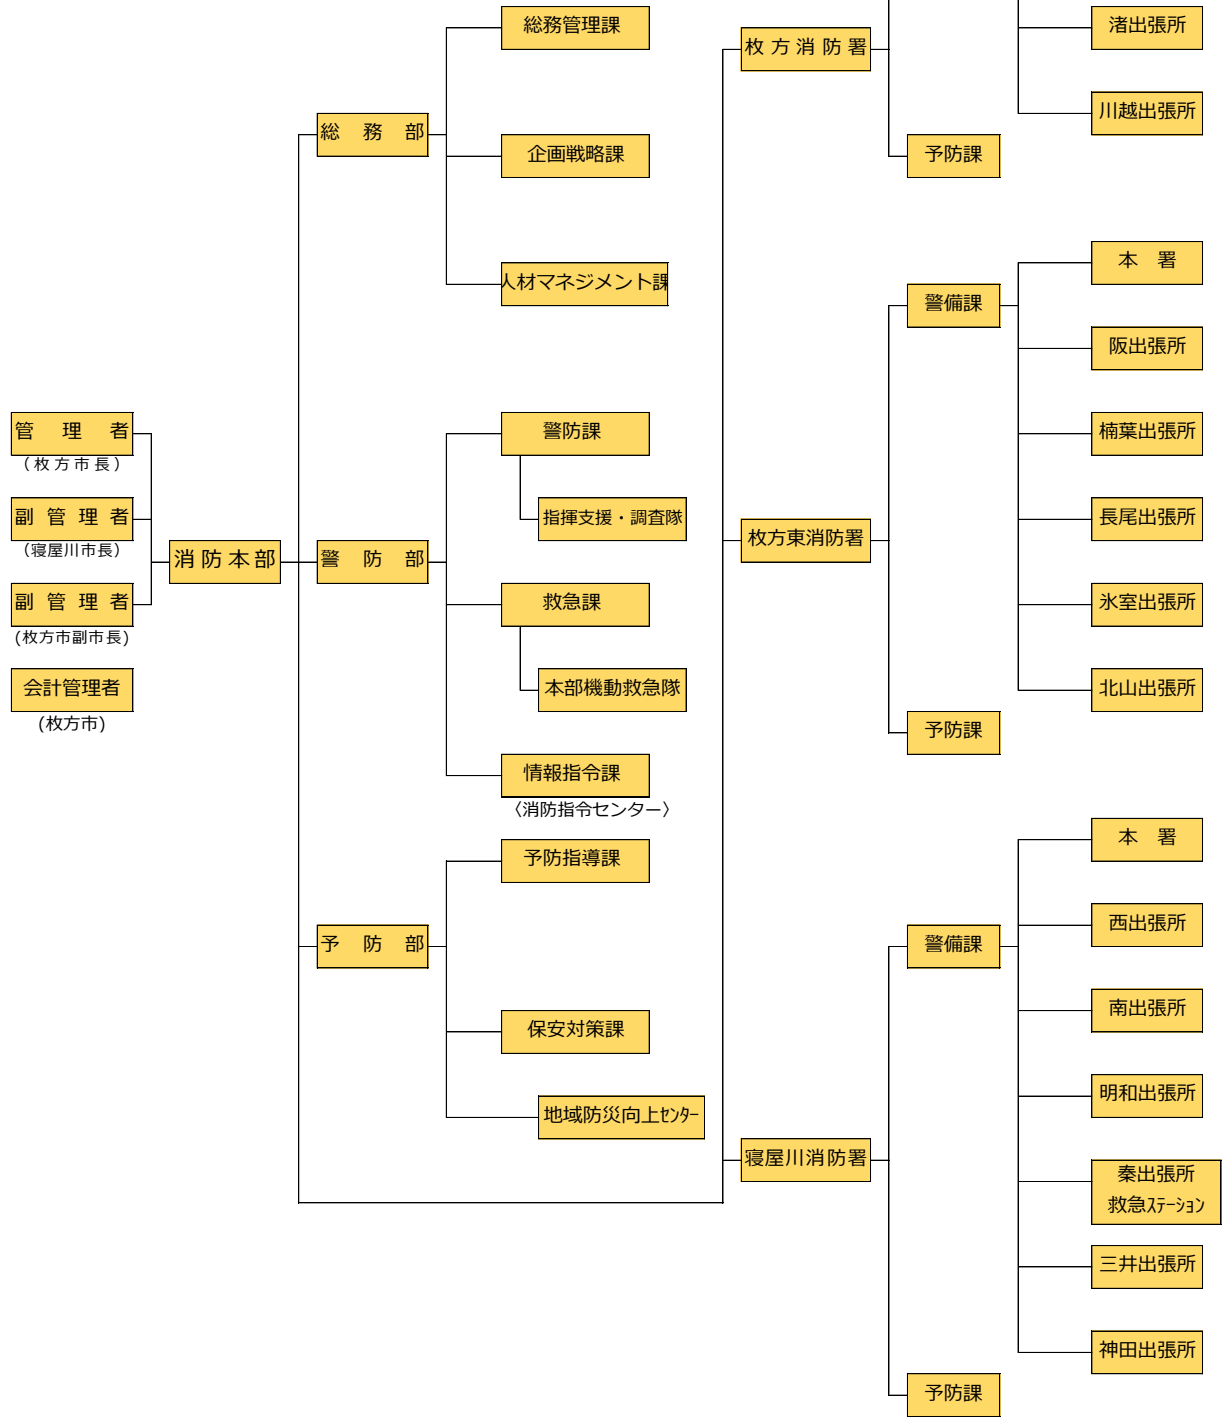 管理者
（枚方市長）
副管理者
（寝屋川市長）
副管理者
(枚方市副市長)
会計管理者
(枚方市)
消防本部
総務部
総務管理課
企画戦略課
人材マネジメント課
警防部
警防課
指揮支援・調査隊
救急課
本部機動救急隊
情報指令課
〈消防指令センター〉
予防部
予防指導課
保安対策課
地域防災向上ｾﾝﾀｰ
枚方消防署
渚出張所
川越出張所
予防課
枚方東消防署
警備課
本署
阪出張所
楠葉出張所
長尾出張所
氷室出張所
北山出張所
予防課
寝屋川消防署
警備課
本署
西出張所
南出張所
明和出張所
秦出張所
救急ｽﾃｰｼｮﾝ
三井出張所
神田出張所
予防課